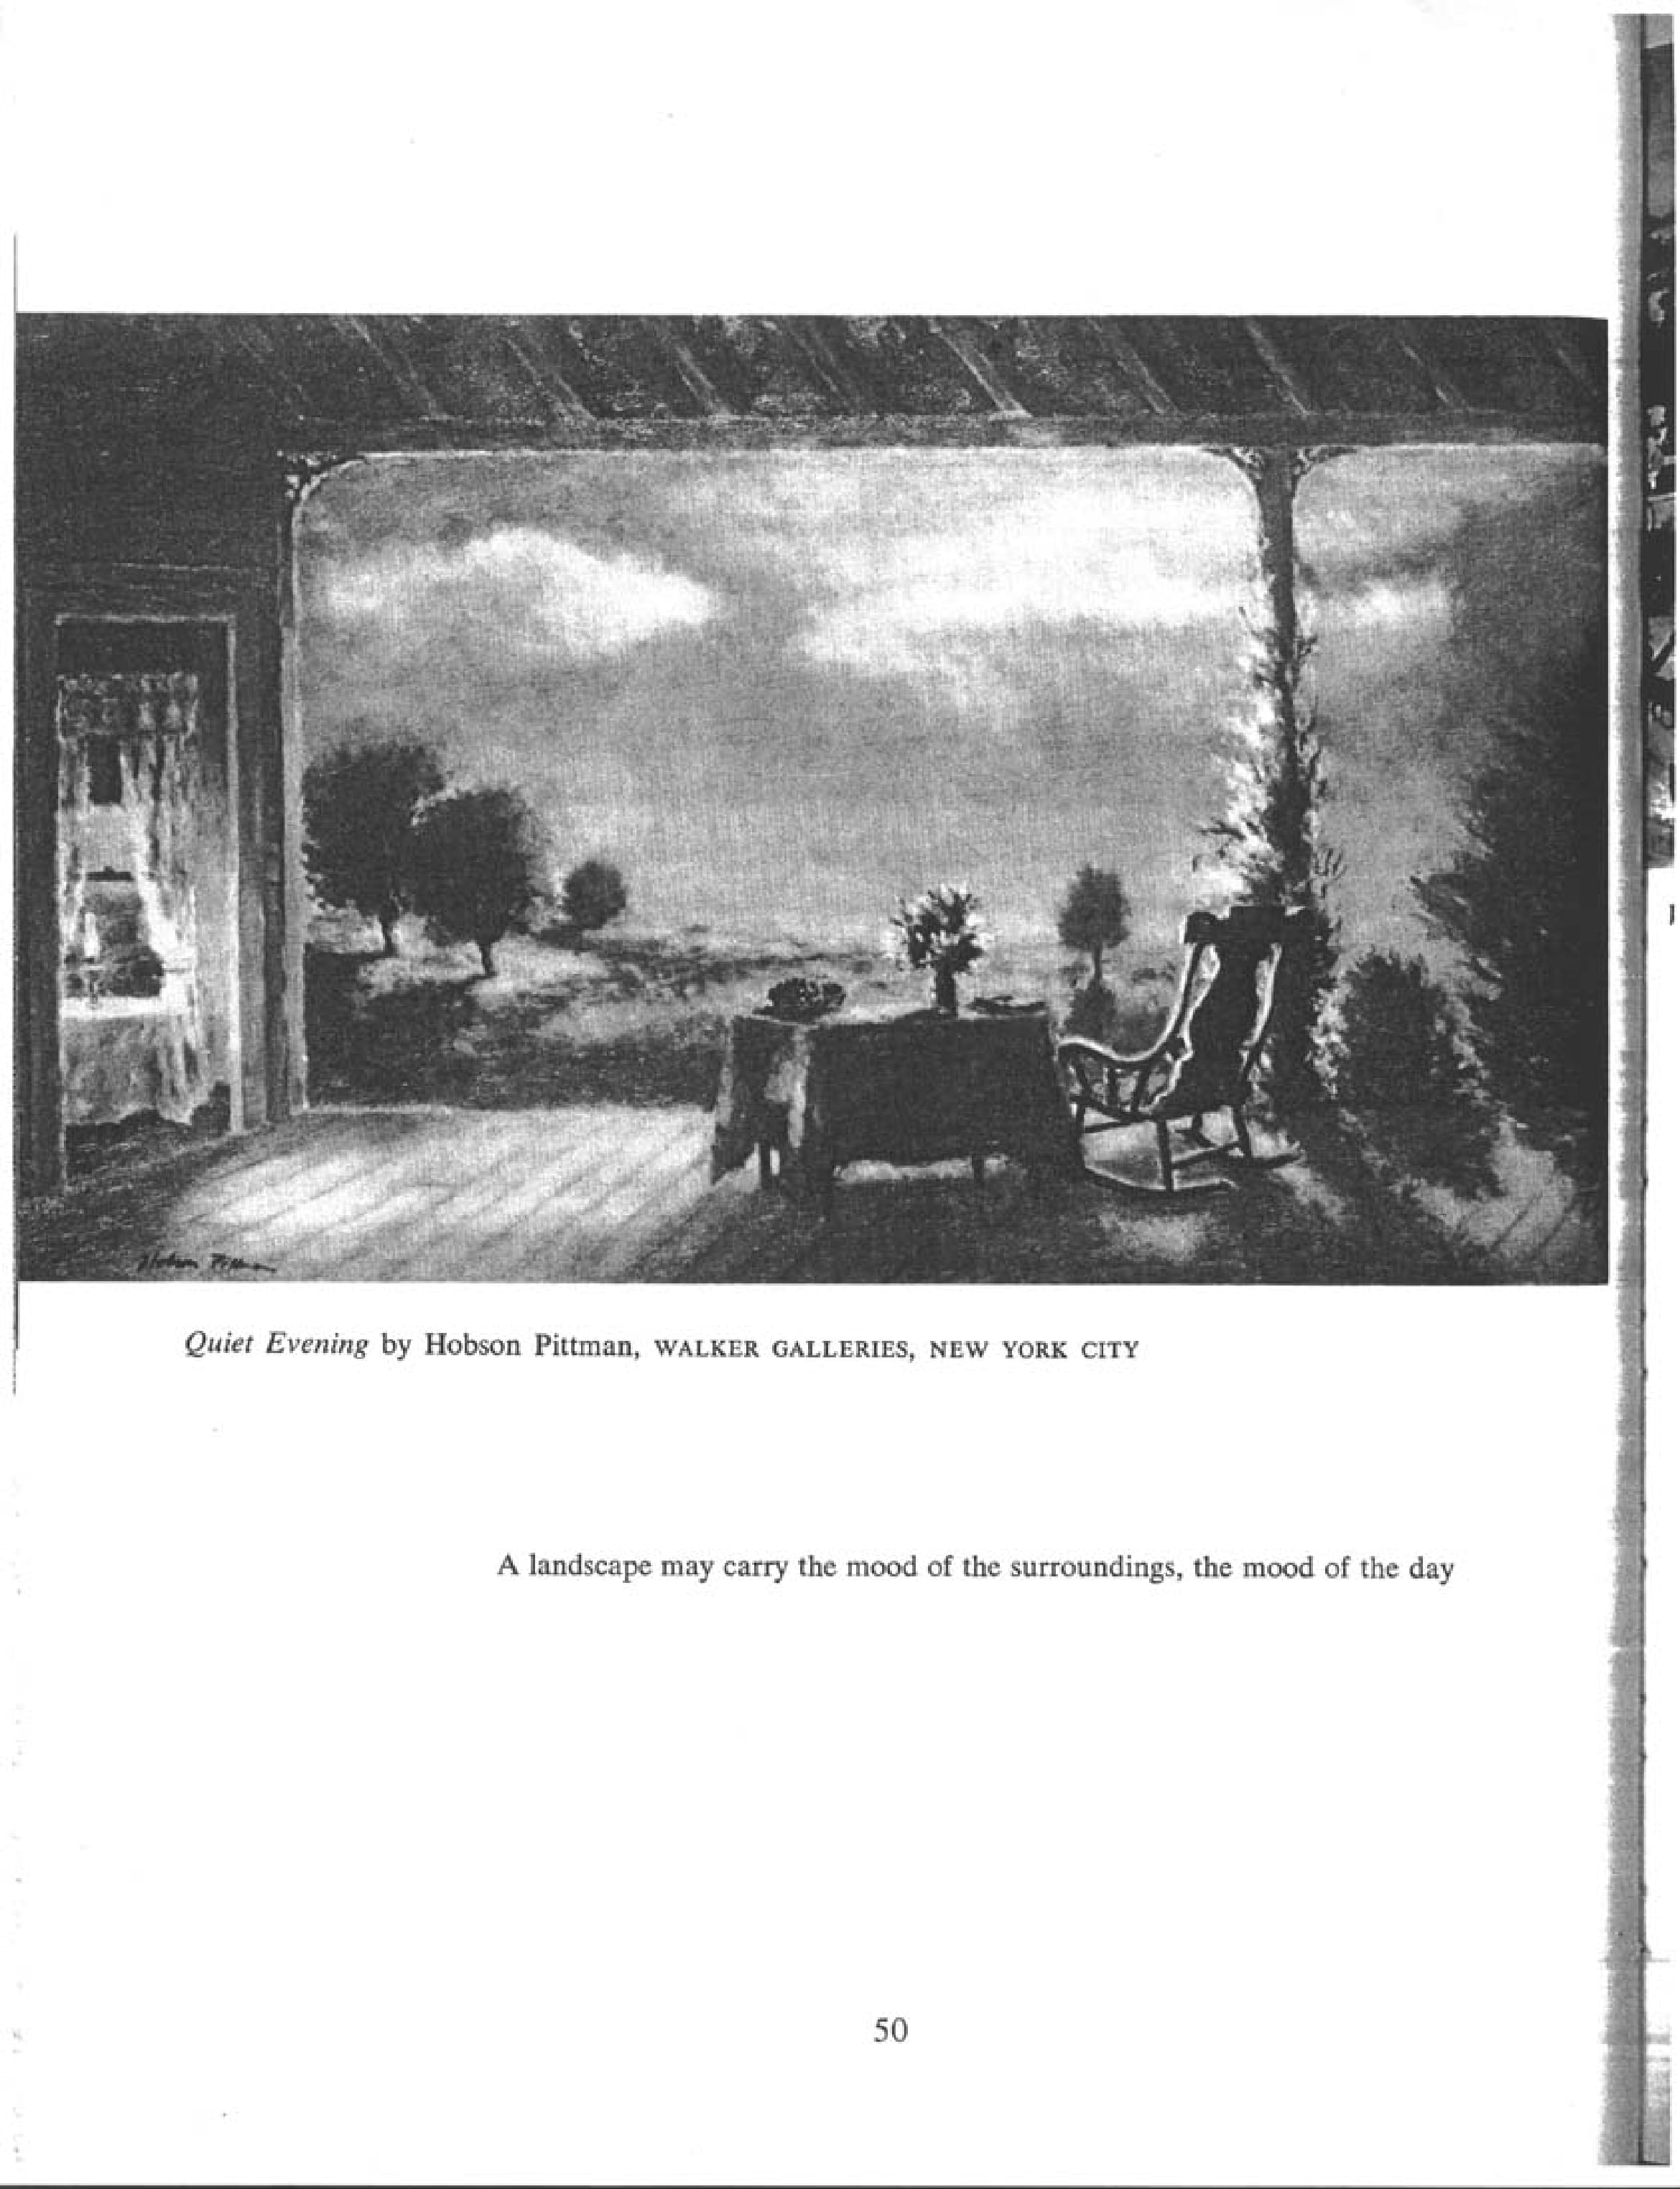 Hobson Pittman
Quiet Evening by Hobson Pittman, WALKER GALLERIES, NEW YORK CITY
A landscape may carry the mood of the surroundings, the mood of the day
50